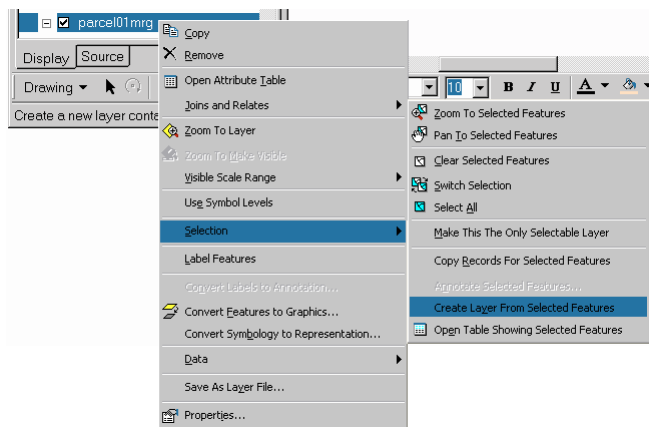 parcel01mrg
Display Source
Drawing
Create a new layer conta
Copy
Remove
Open Attribute Table
Joins and Relates
Zoom To Layer
Zoom To Make Visible
Visible Scale Range
Use Symbol Levels
Selection
Label Features
Convert Labels to Annotation...
Convert Features to Graphics...
Convert Symbology to Representation...
Data
Save As Layer File...
Properties...
10 B I U A
Zoom To Selected Features
Pan To Selected Features
Clear Selected Features
Switch Selection
Select All
Make This The Only Selectable Layer
Copy Records For Selected Features
Annotate Selected Features...
Create Layer From Selected Features
Open Table Showing Selected Features